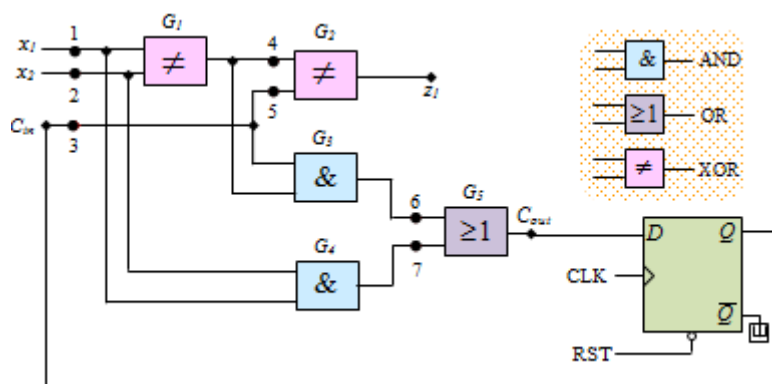 G1
G2
x1
1
4
≠
≠
x2
2
5
z1
Cin
3
G3
&
6
G5
Cout
≥1
7
G4
&
& AND
≥1 OR
≠ XOR
D Q
CLK
Q̅
RST